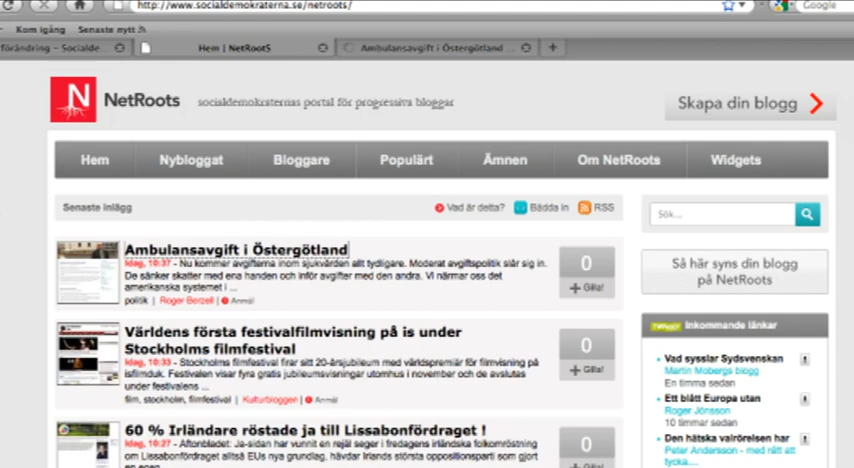 http://www.socialdemokraterna.se/netroots/
Google
Kom igång Senaste nytt
förändring – Socialde...
Hem | NetRootS
Ambulansavgift i Östergötland ...
N NetRoots socialdemokraternas portal för progressiva bloggar
Skapa din blogg
Hem Nybloggat Bloggare Populärt Ämnen Om NetRoots Widgets
Senaste inlägg Vad är detta? Bädda in RSS
Sök...
Ambulansavgift i Östergötland
Idag, 10:37 - Nu kommer avgifterna inom sjukvården allt tydligare. Moderat avgiftspolitik slår sig in.
De sänker skatter med ena handen och inför avgifter med den andra. Vi närmar oss det
amerikanska systemet i ...
politik | Roger Berzell | Anmäl
0
Gilla!
Så här syns din blogg
på NetRoots
Världens första festivalfilmvisning på is under
Stockholms filmfestival
Idag, 10:33 - Stockholms filmfestival firar sitt 20-årsjubileum med världspremiär för filmvisning på
isfilmduk. Festivalen visar fyra gratis jubileumsvisningar utomhus i november och de avslutas
under festivalens ...
film, stockholm, filmfestival | Kulturbloggen | Anmäl
0
Gilla!
60 % Irländare röstade ja till Lissabonfördraget !
Idag, 10:27 - Aftonbladet: Ja-sidan har vunnit en rejäl seger i fredagens irländska folkomröstning
om Lissabonfördraget alltså EUs nya grundlag, hävdar Irlands största oppositionsparti som gjort
en egen
0
Gilla!
Twingly Inkommande länkar
Vad sysslar Sydsvenskan
Martin Mobergs blogg
En timma sedan
Ett blått Europa utan
Roger Jönsson
10 timmar sedan
Den hätska valrörelsen har
Peter Andersson - med rätt att
tycka....